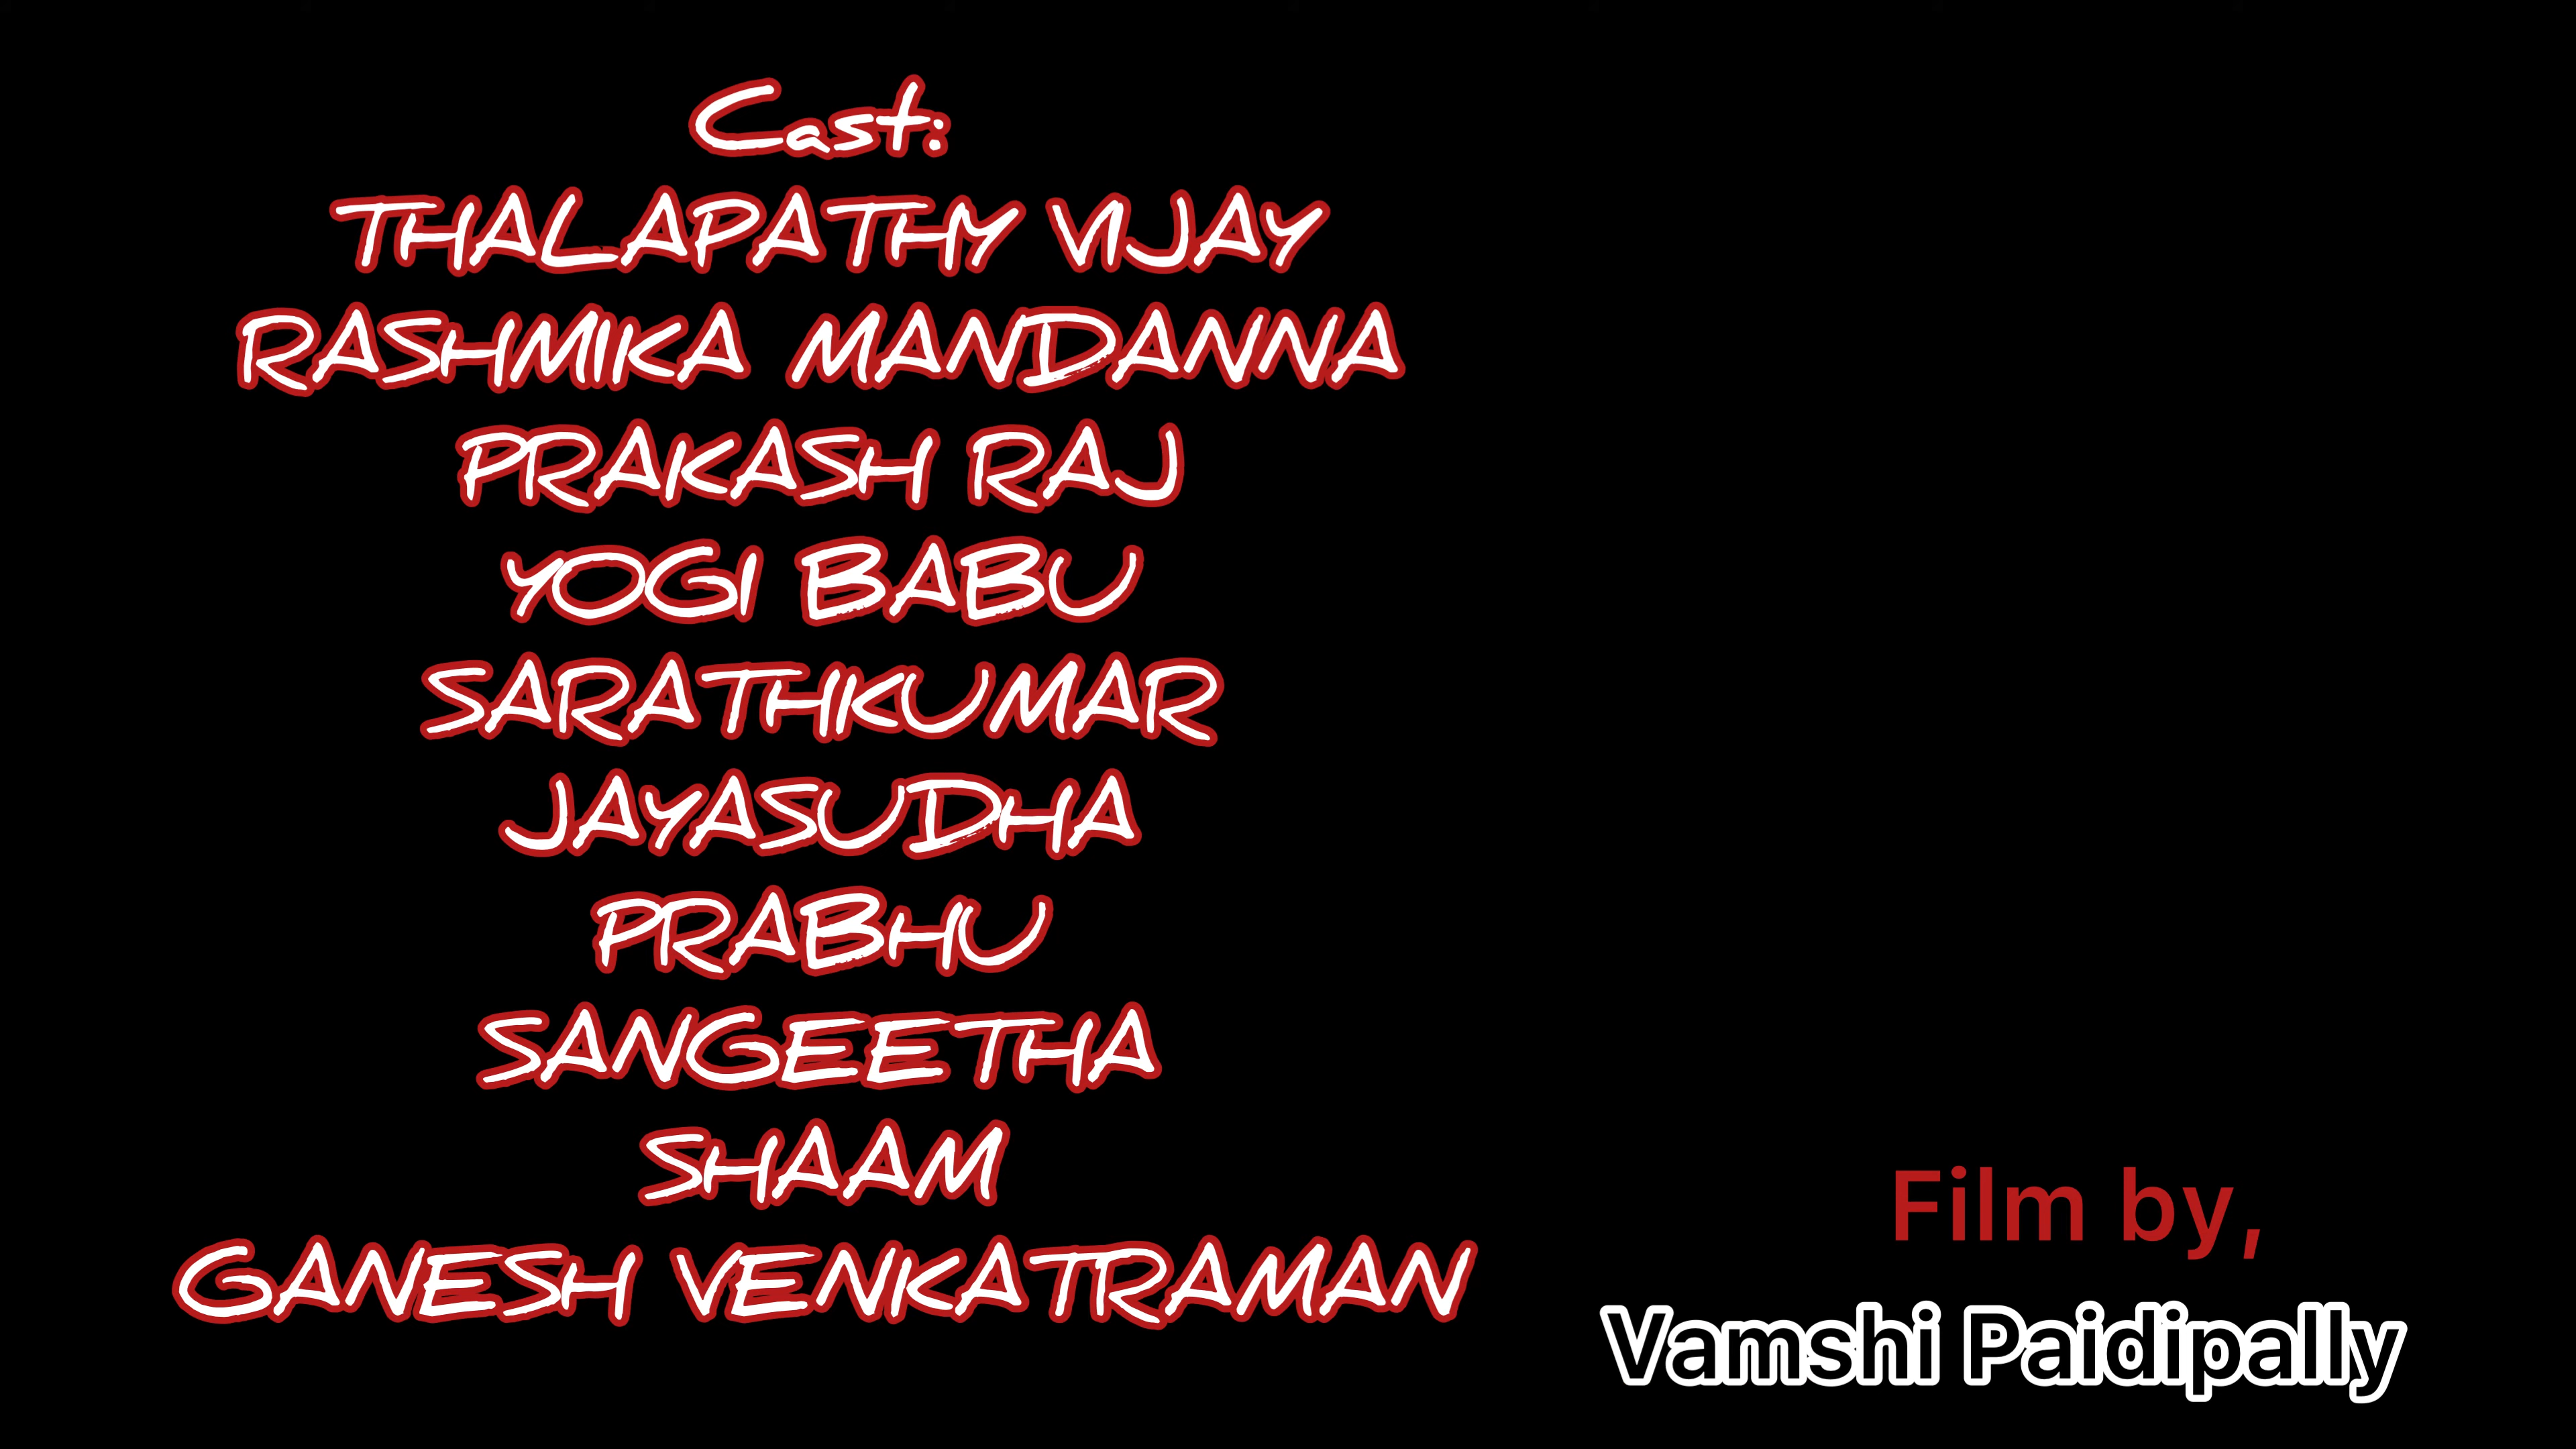 Cast:
THALAPATHY VIJAY
RASHMIKA MANDANNA
PRAKASH RAJ
YOGI BABU
SARATHKUMAR
JAYASUDHA
PRABHU
SANGEETHA
SHAAM
GANESH VENKATRAMAN
Film by,
Vamshi Paidipally